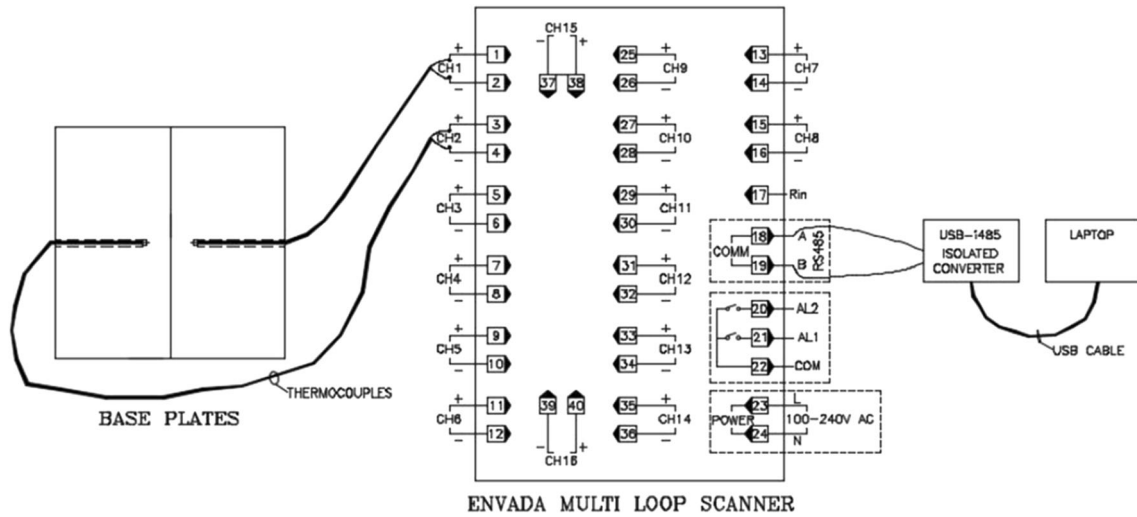 CH15
- +
+ 1 25 + 13 +
CH1 CH9 CH7
- 2 37 38 26 - 14 -
+ 3 27 + 15 +
CH2 CH10 CH8
- 4 28 - 16 -
+ 5 29 + 17 Rin
CH3 CH11
- 6 30 - 18 A
COMM RS485
19 B
USB-1485
ISOLATED
CONVERTER
LAPTOP
+ 7 31 +
CH4 CH12
- 8 32 -
20 AL2
+ 9 33 + 21 AL1
CH5 CH13
- 10 34 - 22 COM
USB CABLE
THERMOCOUPLES
BASE PLATES
+ 11 39 40 35 + 23 L
CH6 CH14 POWER 100-240V AC
- 12 - + 36 - 24 N
CH16
ENVADA MULTI LOOP SCANNER